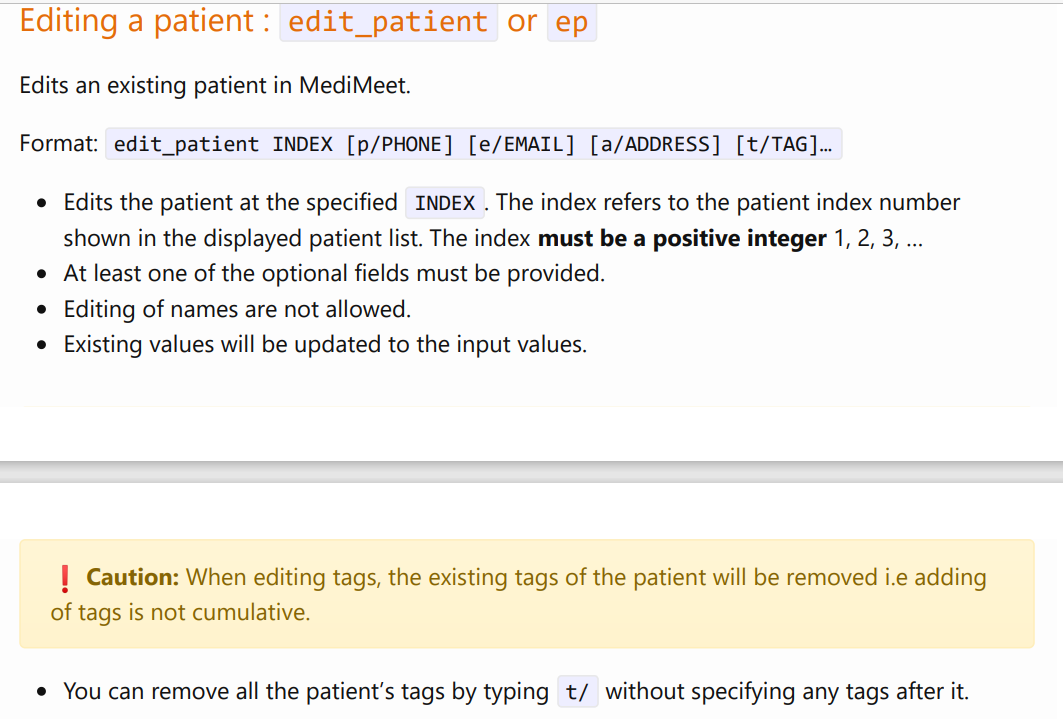 Editing a patient : edit_patient or ep
Edits an existing patient in MediMeet.
Format: edit_patient INDEX [p/PHONE] [e/EMAIL] [a/ADDRESS] [t/TAG]…
• Edits the patient at the specified INDEX . The index refers to the patient index number
shown in the displayed patient list. The index must be a positive integer 1, 2, 3, …
• At least one of the optional fields must be provided.
• Editing of names are not allowed.
• Existing values will be updated to the input values.
❗ Caution: When editing tags, the existing tags of the patient will be removed i.e adding
of tags is not cumulative.
• You can remove all the patient’s tags by typing t/ without specifying any tags after it.